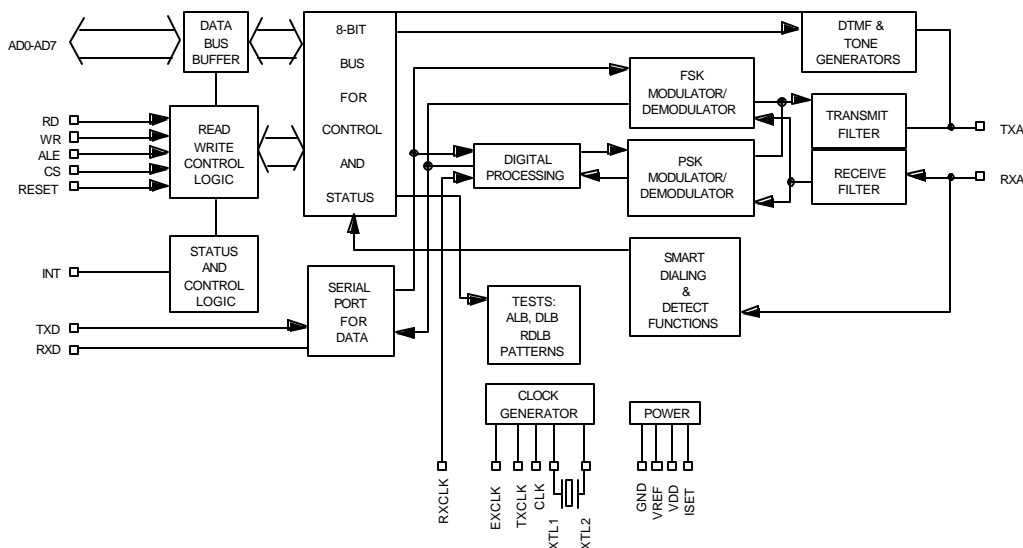 AD0-AD7
DATA
BUS
BUFFER
8-BIT
BUS
FOR
CONTROL
AND
STATUS
DTMF &
TONE
GENERATORS
FSK
MODULATOR/
DEMODULATOR
RD
WR
ALE
CS
RESET
READ
WRITE
CONTROL
LOGIC
TRANSMIT
FILTER
TXA
DIGITAL
PROCESSING
PSK
MODULATOR/
DEMODULATOR
RECEIVE
FILTER
RXA
INT
STATUS
AND
CONTROL
LOGIC
SMART
DIALING
&
DETECT
FUNCTIONS
TXD
RXD
SERIAL
PORT
FOR
DATA
TESTS:
ALB, DLB
RDLB
PATTERNS
CLOCK
GENERATOR
POWER
RXCLK
EXCLK
TXCLK
CLK
XTL1
XTL2
GND
VREF
VDD
ISET